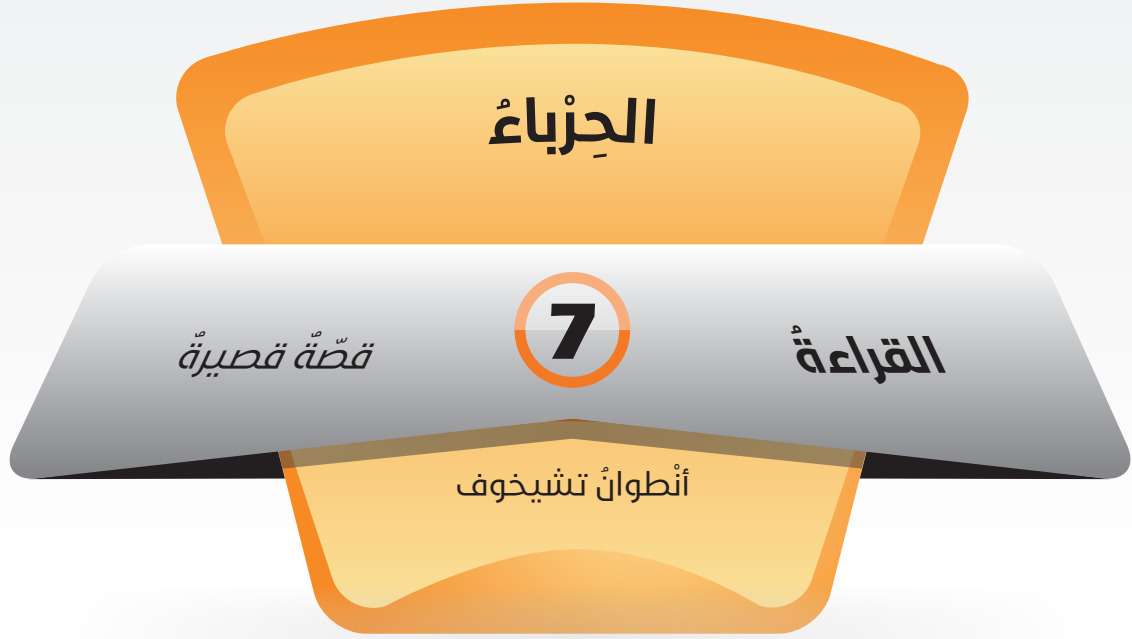 الحِرْباءُ
القراءةُ
7
قصّةٌ قصيرةٌ
أنْطوانُ تشيخوف